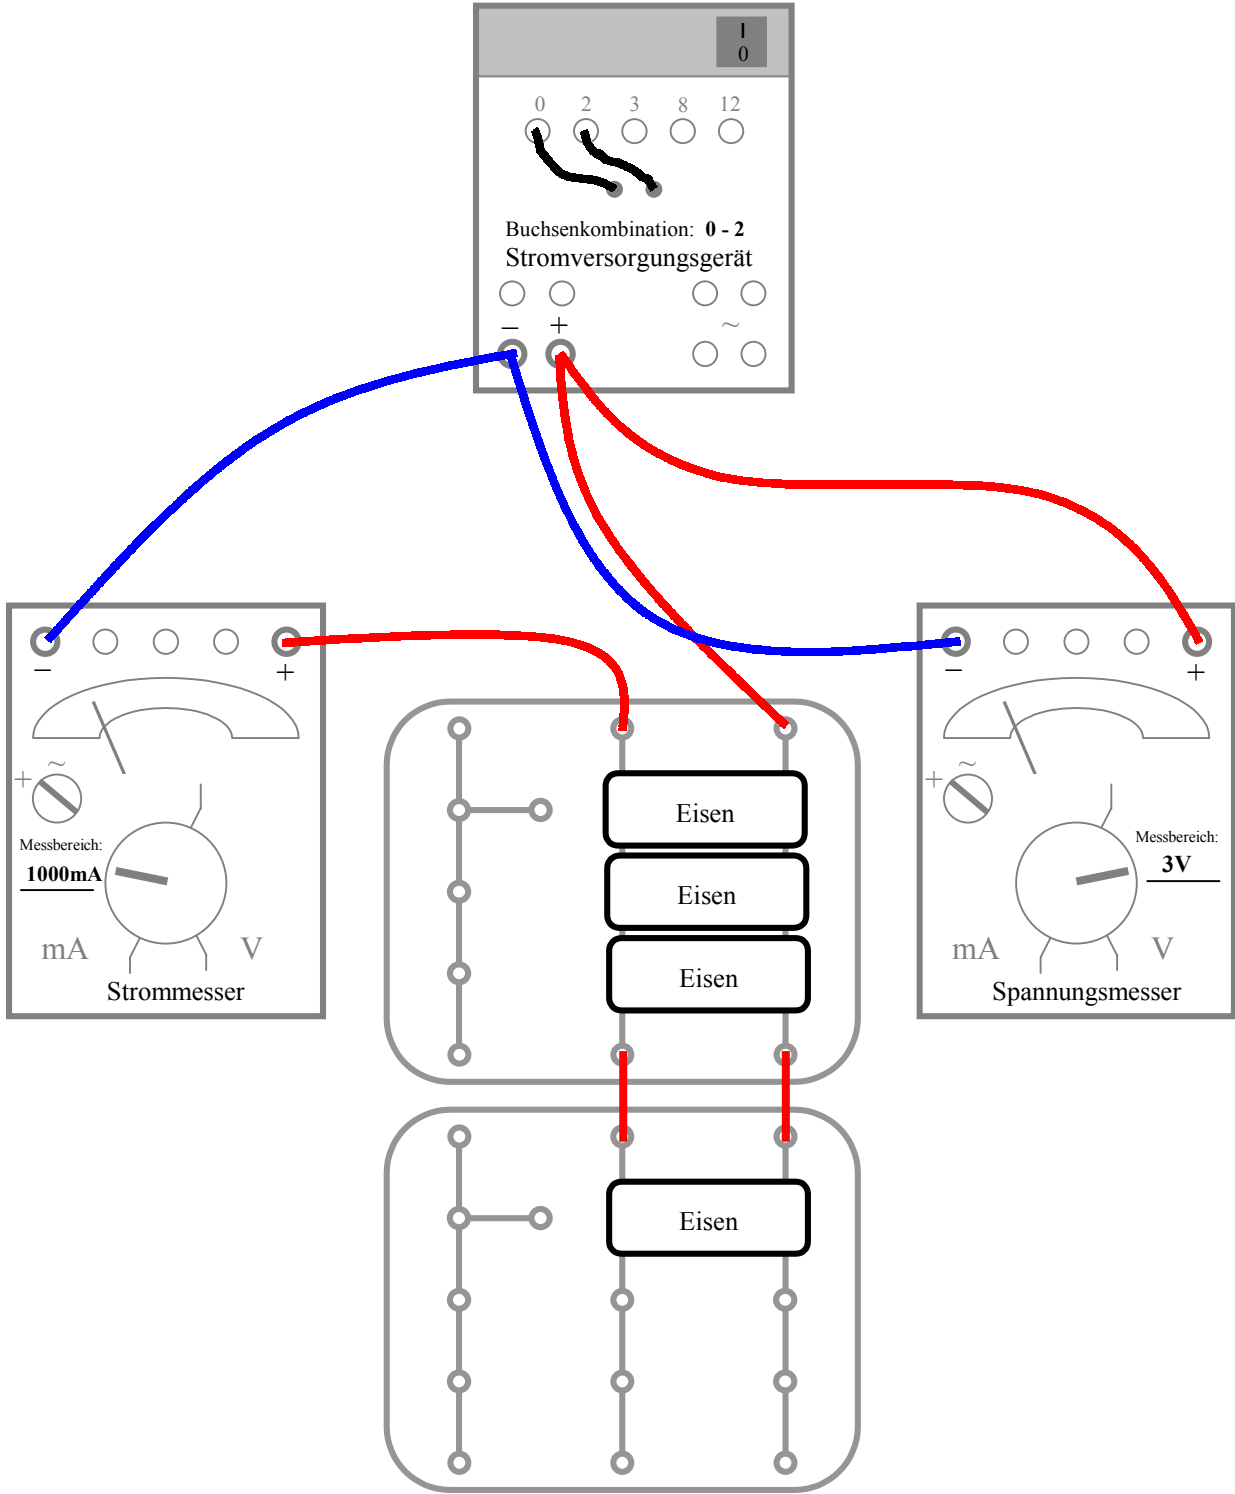 I
0
0 2 3 8 12
Buchsenkombination: 0 - 2
Stromversorgungsgerät
− + ~
− +
+ ~
Messbereich:
1000mA
mA V
Strommesser
− +
+ ~
Messbereich:
3V
mA V
Spannungsmesser
Eisen
Eisen
Eisen
Eisen